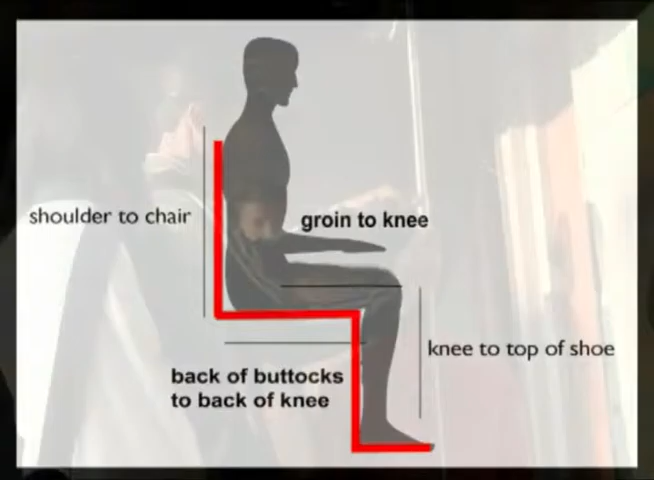 shoulder to chair
groin to knee
knee to top of shoe
back of buttocks
to back of knee